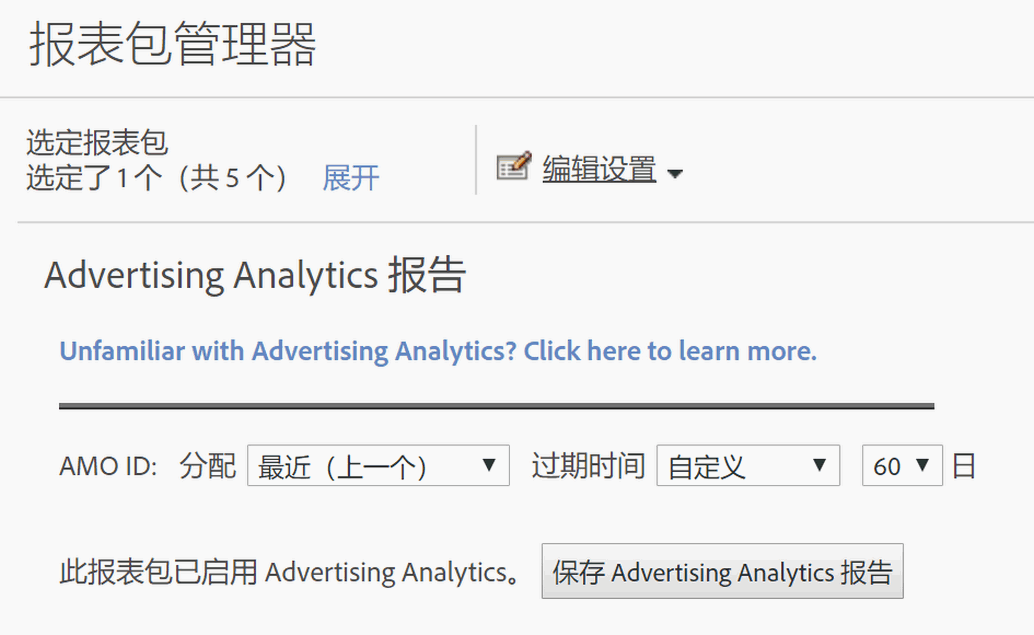 报表包管理器
选定报表包
选定了 1 个（共 5 个） 展开
编辑设置
Advertising Analytics 报告
Unfamiliar with Advertising Analytics? Click here to learn more.
AMO ID: 分配 最近（上一个） 过期时间 自定义 60 日
此报表包已启用 Advertising Analytics。 保存 Advertising Analytics 报告